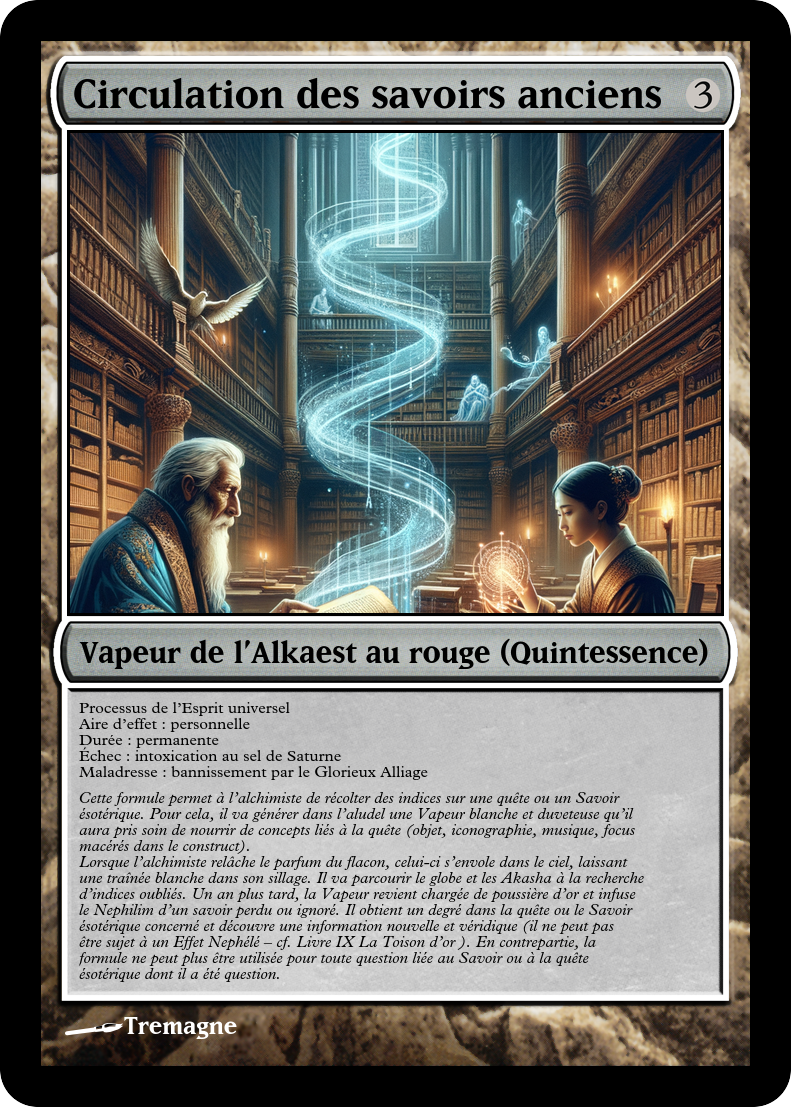 Circulation des savoirs anciens 3
Vapeur de l'Alkaest au rouge (Quintessence)
Processus de l'Esprit universel
Aire d'effet : personnelle
Durée : permanente
Échec : intoxication au sel de Saturne
Maladresse : bannissement par le Glorieux Alliage
Cette formule permet à l'alchimiste de récolter des indices sur une quête ou un Savoir
ésotérique. Pour cela, il va générer dans l'aludel une Vapeur blanche et duveteuse qu'il
aura pris soin de nourrir de concepts liés à la quête (objet, iconographie, musique, focus
macérés dans le construct).
Lorsque l'alchimiste relâche le parfum du flacon, celui-ci s'envole dans le ciel, laissant
une traînée blanche dans son sillage. Il va parcourir le globe et les Akasha à la recherche
d'indices oubliés. Un an plus tard, la Vapeur revient chargée de poussière d'or et infuse
le Nephilim d'un savoir perdu ou ignoré. Il obtient un degré dans la quête ou le Savoir
ésotérique concerné et découvre une information nouvelle et véridique (il ne peut pas
être sujet à un Effet Nephélé – cf. Livre IX La Toison d'or ). En contrepartie, la
formule ne peut plus être utilisée pour toute question liée au Savoir ou à la quête
ésotérique dont il a été question.
Tremagne